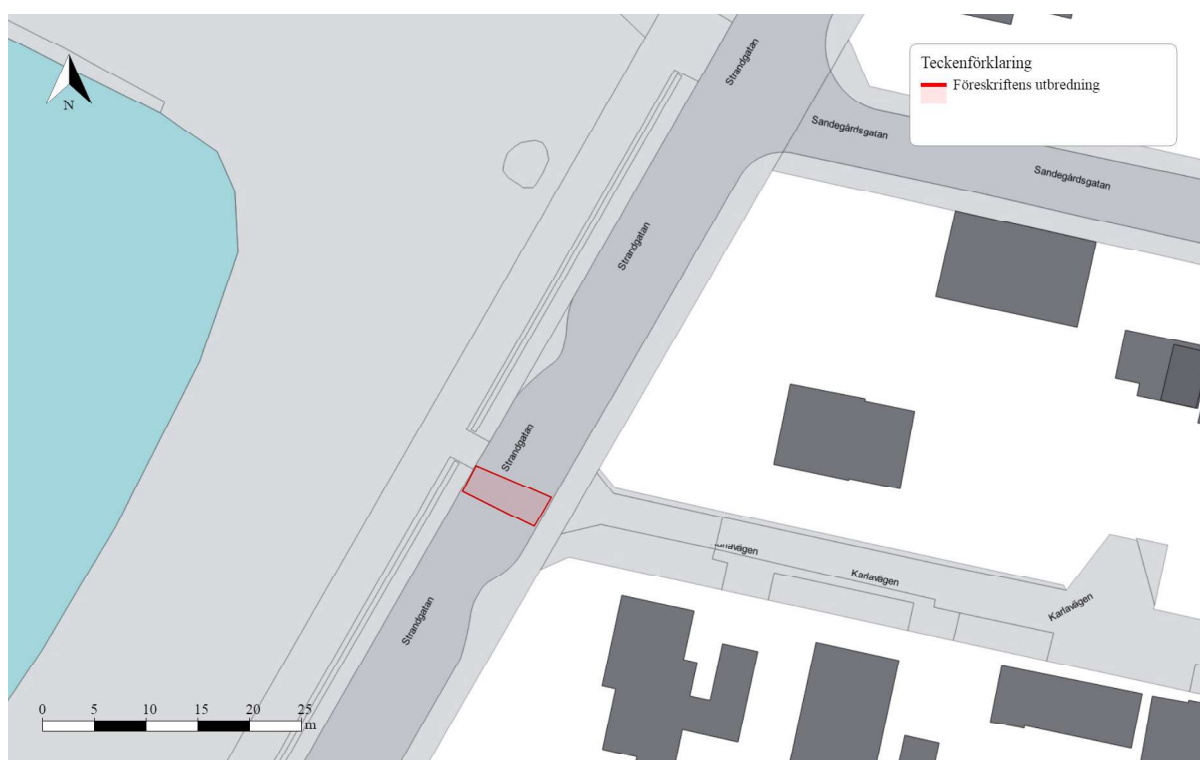 Strandgatan
Teckenförklaring
Föreskriftens utbredning
N
Sandegårdsgatan
Sandegårdsgatan
Strandgatan
Strandgatan
Karlavägen
Karlavägen
Strandgatan
0 5 10 15 20 25
m